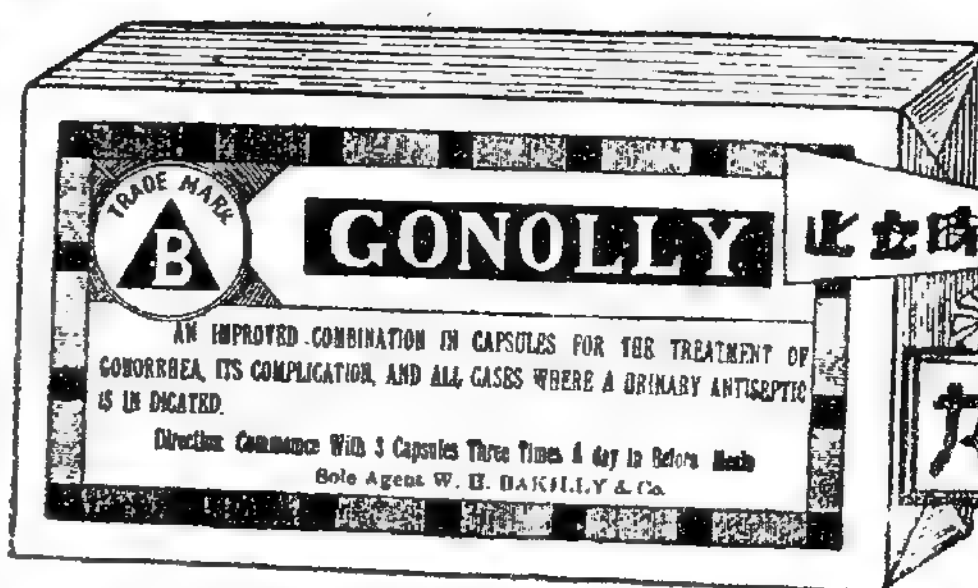 TRADE MARK
B
GONOLLY
AN IMPROVED COMBINATION IN CAPSULES FOR THE TREATMENT OF
GONORRHEA, ITS COMPLICATION, AND ALL CASES WHERE A URINARY ANTISEPTIC
IS IN DICATED.
Direction Commence With 3 Capsules Three Times A day in Before Meals
Sole Agent W. H. & Co.